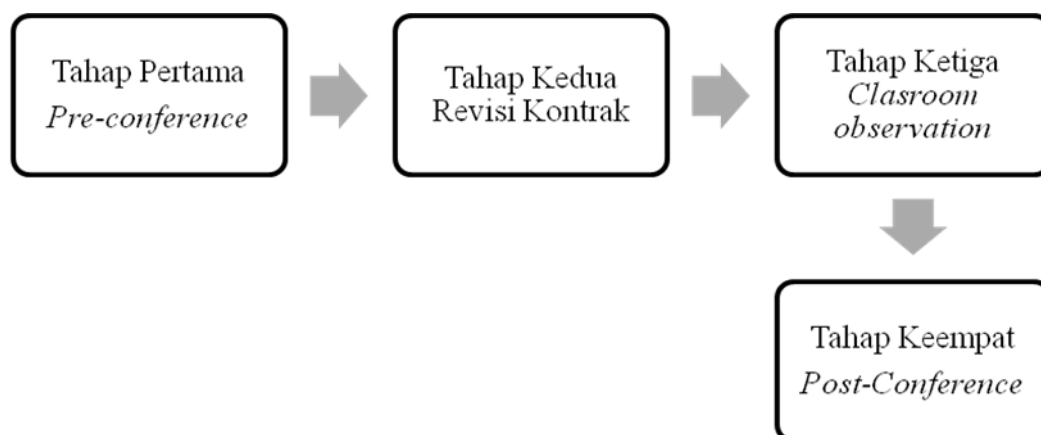 Tahap Pertama
Pre-conference
Tahap Kedua
Revisi Kontrak
Tahap Ketiga
Clasroom
observation
Tahap Keempat
Post-Conference